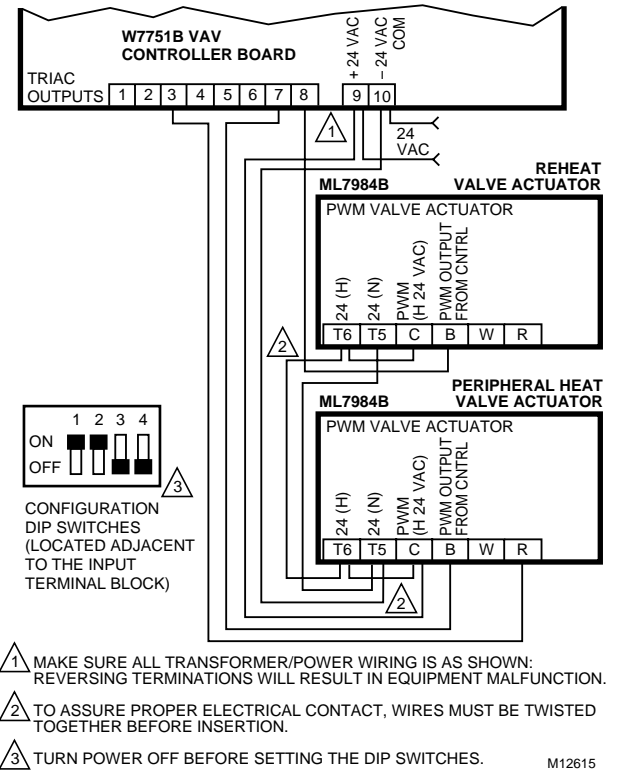 W7751B VAV
CONTROLLER BOARD
+ 24 VAC
– 24 VAC
COM
TRIAC
OUTPUTS 1 2 3 4 5 6 7 8 9 10
1
24
VAC
REHEAT
ML7984B VALVE ACTUATOR
PWM VALVE ACTUATOR
24 (H)
24 (N)
PWM
(H 24 VAC)
PWM OUTPUT
FROM CNTRL
T6 T5 C B W R
2
PERIPHERAL HEAT
ML7984B VALVE ACTUATOR
PWM VALVE ACTUATOR
24 (H)
24 (N)
PWM
(H 24 VAC)
PWM OUTPUT
FROM CNTRL
T6 T5 C B W R
2
1 2 3 4
ON
OFF
3
CONFIGURATION
DIP SWITCHES
(LOCATED ADJACENT
TO THE INPUT
TERMINAL BLOCK)
1 MAKE SURE ALL TRANSFORMER/POWER WIRING IS AS SHOWN:
REVERSING TERMINATIONS WILL RESULT IN EQUIPMENT MALFUNCTION.
2 TO ASSURE PROPER ELECTRICAL CONTACT, WIRES MUST BE TWISTED
TOGETHER BEFORE INSERTION.
3 TURN POWER OFF BEFORE SETTING THE DIP SWITCHES.
M12615